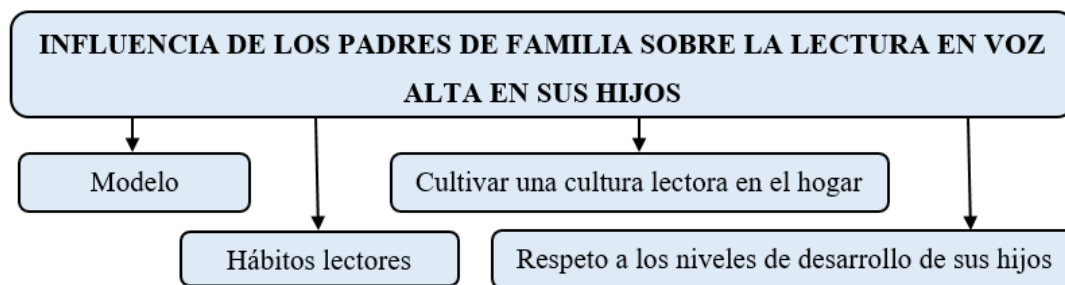 INFLUENCIA DE LOS PADRES DE FAMILIA SOBRE LA LECTURA EN VOZ
ALTA EN SUS HIJOS
Modelo
Cultivar una cultura lectora en el hogar
Hábitos lectores
Respeto a los niveles de desarrollo de sus hijos